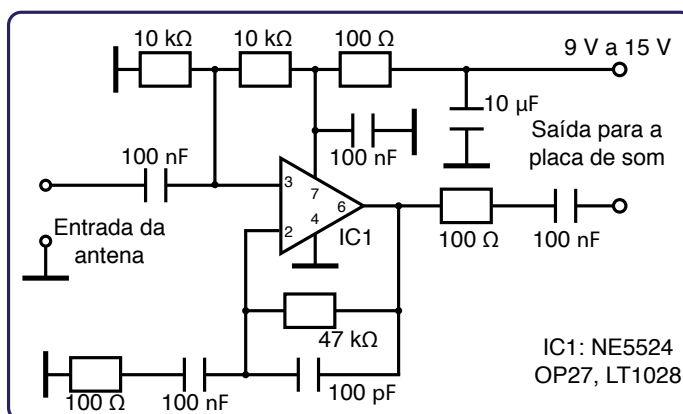 10 kΩ
10 kΩ
100 Ω
9 V a 15 V
10 µF
100 nF
100 nF
Saída para a
placa de som
3
7
6
4
2
IC1
Entrada da
antena
100 Ω
100 nF
47 kΩ
100 pF
100 Ω
100 nF
IC1: NE5524
OP27, LT1028